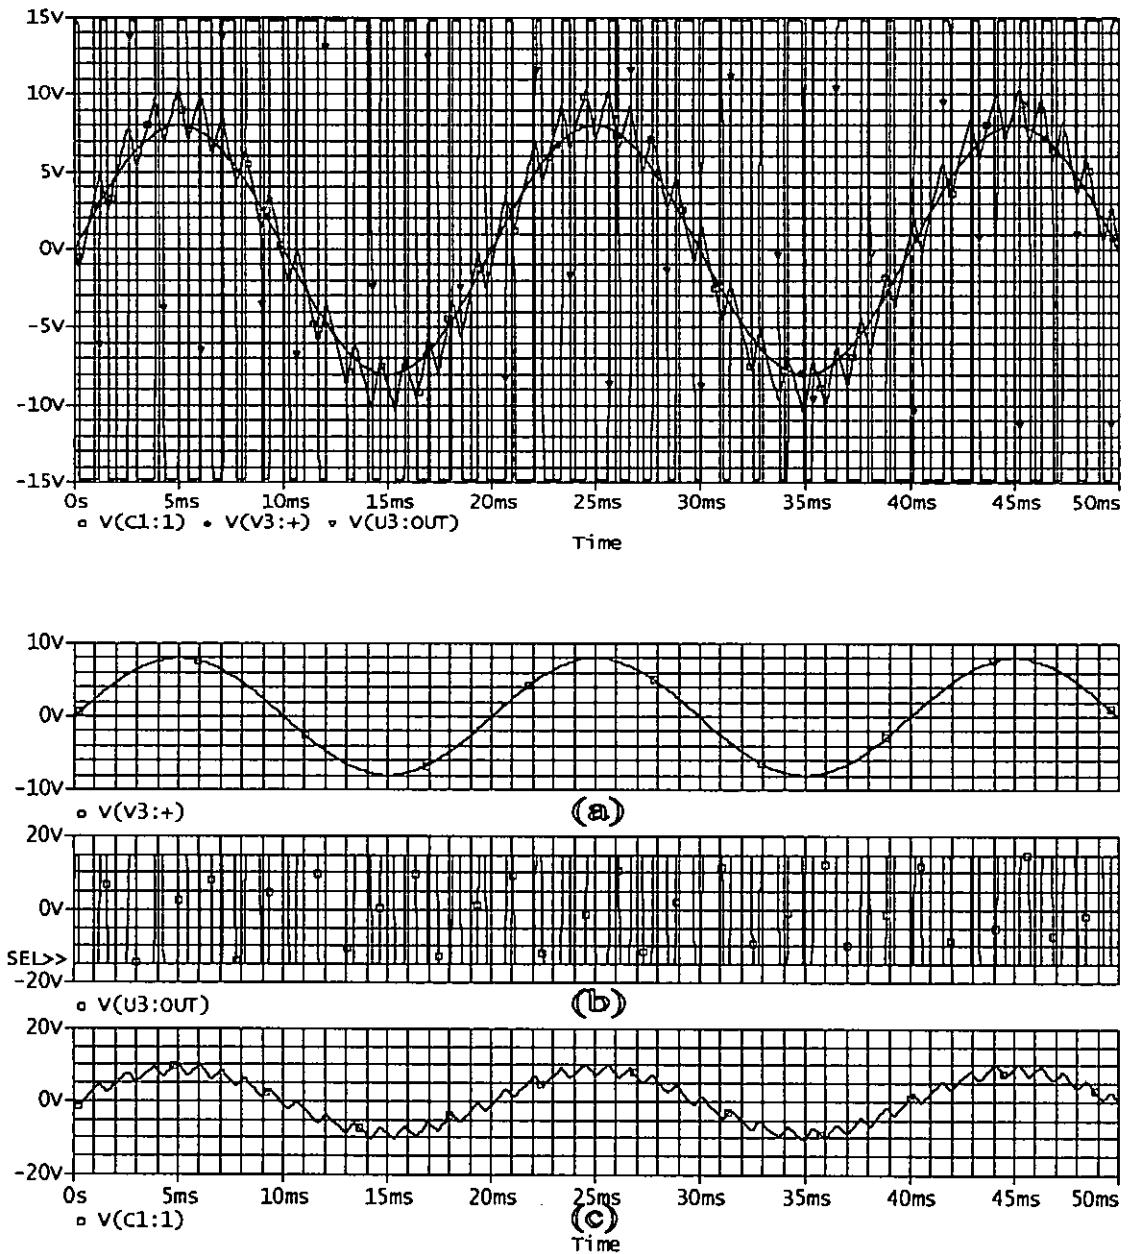 15V
10V
5V
0V
-5V
-10V
-15V
0s 5ms 10ms 15ms 20ms 25ms 30ms 35ms 40ms 45ms 50ms
V(C1:1) V(V3:+) V(U3:OUT)
Time
10V
0V
-10V
V(V3:+)
(a)
20V
0V
SEL>>
-20V
V(U3:OUT)
(b)
20V
0V
-20V
0s 5ms 10ms 15ms 20ms 25ms 30ms 35ms 40ms 45ms 50ms
V(C1:1)
(c)
Time